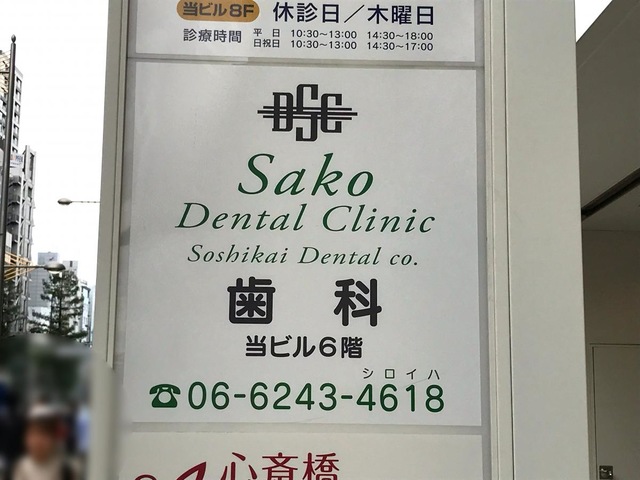 当ビル8F 休診日／木曜日
診療時間 平 日 10:30〜13:00 14:30〜18:00
日祝日 10:30〜13:00 14:30〜17:00
Sako
Dental Clinic
Soshikai Dental co.
歯 科
当ビル6階
シロイハ
☎06-6243-4618
心斎橋